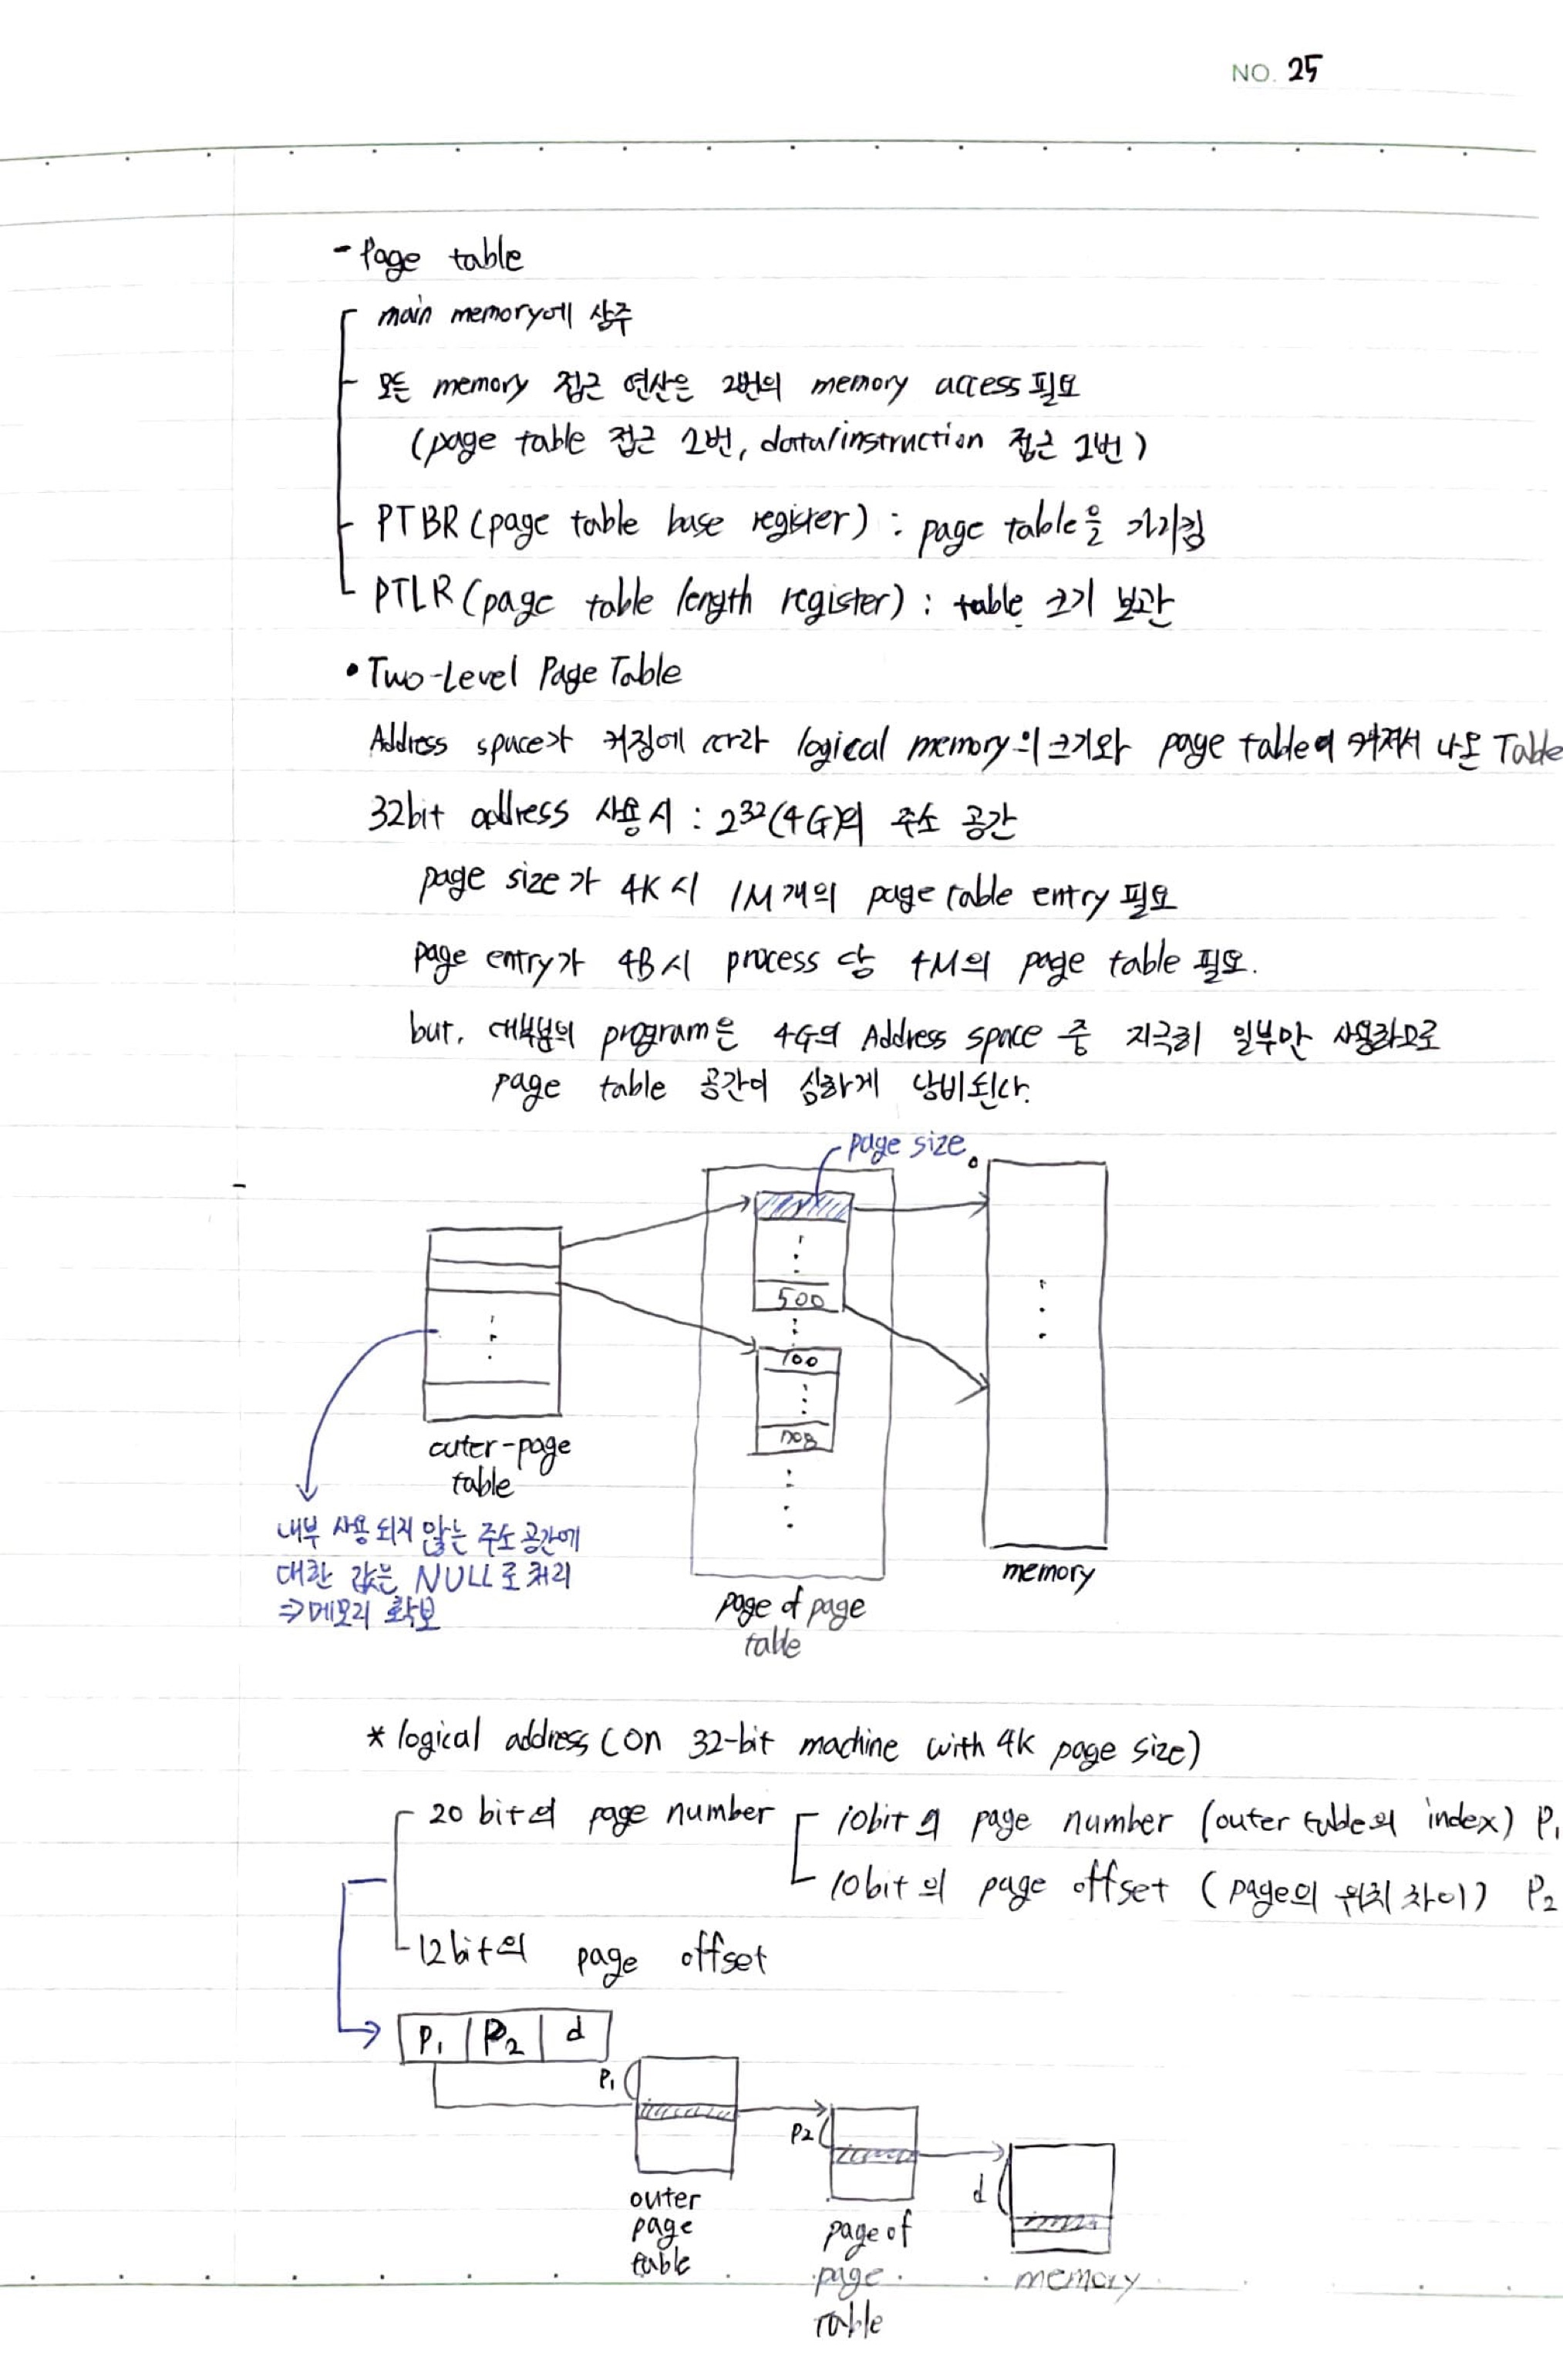 NO. 25
- Page table
main memory에 상주
모든 memory 접근 연산은 2번의 memory access 필요
(page table 접근 1번, data/instruction 접근 1번)
PTBR (page table base register) : page table을 가리킴
PTLR (page table length register) : table 크기 보관
• Two-Level Page Table
Address space가 커짐에 따라 logical memory의 크기와 page table이 커져서 나온 Table
32bit address 사용시 : 2³²(4G)의 주소 공간
page size가 4K시 1M개의 page table entry 필요
page entry가 4B시 process 당 4M의 page table 필요.
but, 대부분의 program은 4G의 Address space 중 지극히 일부만 사용하므로
page table 공간이 심하게 낭비된다.
page size
0
500
100
708
outer-page
table
내부 사용되지 않는 주소 공간에
대한 값은 NULL로 처리
⇒ 메모리 확보
page of page
table
memory
* logical address (on 32-bit machine with 4K page size)
20 bit의 page number
10bit의 page number (outer table의 index) P₁
10bit의 page offset (page의 위치 차이) P₂
12bit의 page offset
P₁ P₂ d
P₁
P₂
d
outer
page
table
page of
page
table
memory